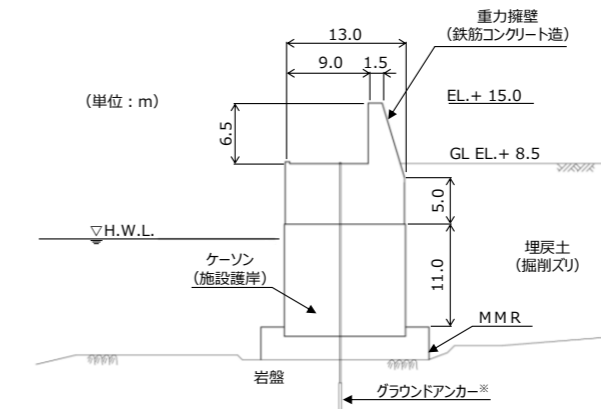 重力擁壁
（鉄筋コンクリート造）
13.0
9.0
1.5
（単位：m）
EL.+ 15.0
6.5
GL EL.+ 8.5
5.0
▽H.W.L.
ケーソン
（施設護岸）
埋戻土
（掘削ズリ）
11.0
MMR
岩盤
グラウンドアンカー※